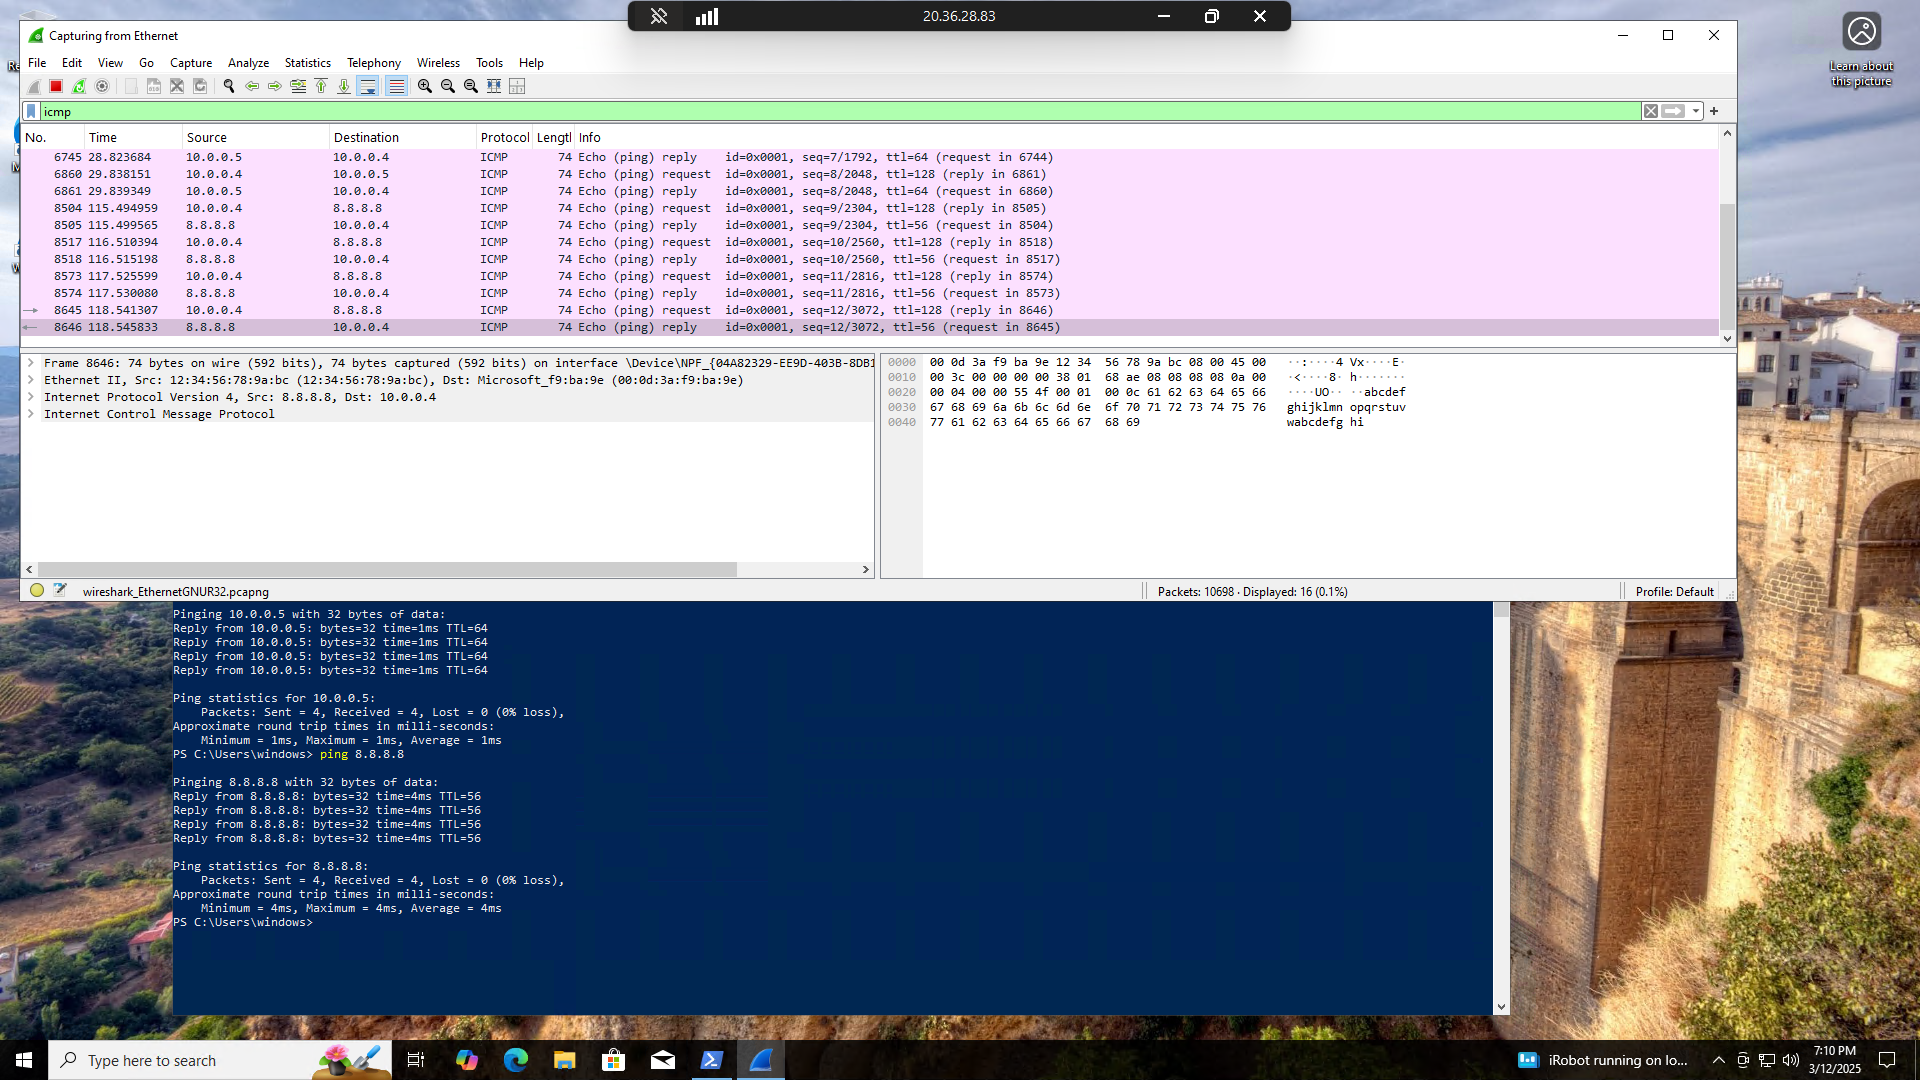 20.36.28.83
Capturing from Ethernet
Learn about
this picture
File Edit View Go Capture Analyze Statistics Telephony Wireless Tools Help
icmp
No. Time Source Destination Protocol Lengtl Info
6745 28.823684 10.0.0.5 10.0.0.4 ICMP 74 Echo (ping) reply id=0x0001, seq=7/1792, ttl=64 (request in 6744)
6860 29.838151 10.0.0.4 10.0.0.5 ICMP 74 Echo (ping) request id=0x0001, seq=8/2048, ttl=128 (reply in 6861)
6861 29.839349 10.0.0.5 10.0.0.4 ICMP 74 Echo (ping) reply id=0x0001, seq=8/2048, ttl=64 (request in 6860)
8504 115.494959 10.0.0.4 8.8.8.8 ICMP 74 Echo (ping) request id=0x0001, seq=9/2304, ttl=128 (reply in 8505)
8505 115.499565 8.8.8.8 10.0.0.4 ICMP 74 Echo (ping) reply id=0x0001, seq=9/2304, ttl=56 (request in 8504)
8517 116.510394 10.0.0.4 8.8.8.8 ICMP 74 Echo (ping) request id=0x0001, seq=10/2560, ttl=128 (reply in 8518)
8518 116.515198 8.8.8.8 10.0.0.4 ICMP 74 Echo (ping) reply id=0x0001, seq=10/2560, ttl=56 (request in 8517)
8573 117.525599 10.0.0.4 8.8.8.8 ICMP 74 Echo (ping) request id=0x0001, seq=11/2816, ttl=128 (reply in 8574)
8574 117.530080 8.8.8.8 10.0.0.4 ICMP 74 Echo (ping) reply id=0x0001, seq=11/2816, ttl=56 (request in 8573)
8645 118.541307 10.0.0.4 8.8.8.8 ICMP 74 Echo (ping) request id=0x0001, seq=12/3072, ttl=128 (reply in 8646)
8646 118.545833 8.8.8.8 10.0.0.4 ICMP 74 Echo (ping) reply id=0x0001, seq=12/3072, ttl=56 (request in 8645)
Frame 8646: 74 bytes on wire (592 bits), 74 bytes captured (592 bits) on interface \Device\NPF_{04A82329-EE9D-403B-8DB1
Ethernet II, Src: 12:34:56:78:9a:bc (12:34:56:78:9a:bc), Dst: Microsoft_f9:ba:9e (00:0d:3a:f9:ba:9e)
Internet Protocol Version 4, Src: 8.8.8.8, Dst: 10.0.0.4
Internet Control Message Protocol
0000 00 0d 3a f9 ba 9e 12 34 56 78 9a bc 08 00 45 00 ··:····4 Vx····E·
0010 00 3c 00 00 00 00 38 01 68 ae 08 08 08 08 0a 00 ·<····8· h·······
0020 00 04 00 00 55 4f 00 01 00 0c 61 62 63 64 65 66 ····UO·· ··abcdef
0030 67 68 69 6a 6b 6c 6d 6e 6f 70 71 72 73 74 75 76 ghijklmn opqrstuv
0040 77 61 62 63 64 65 66 67 68 69 wabcdefg hi
wireshark_EthernetGNUR32.pcapng Packets: 10698 · Displayed: 16 (0.1%) Profile: Default
Pinging 10.0.0.5 with 32 bytes of data:
Reply from 10.0.0.5: bytes=32 time=1ms TTL=64
Reply from 10.0.0.5: bytes=32 time=1ms TTL=64
Reply from 10.0.0.5: bytes=32 time=1ms TTL=64
Reply from 10.0.0.5: bytes=32 time=1ms TTL=64
Ping statistics for 10.0.0.5:
Packets: Sent = 4, Received = 4, Lost = 0 (0% loss),
Approximate round trip times in milli-seconds:
Minimum = 1ms, Maximum = 1ms, Average = 1ms
PS C:\Users\windows> ping 8.8.8.8
Pinging 8.8.8.8 with 32 bytes of data:
Reply from 8.8.8.8: bytes=32 time=4ms TTL=56
Reply from 8.8.8.8: bytes=32 time=4ms TTL=56
Reply from 8.8.8.8: bytes=32 time=4ms TTL=56
Reply from 8.8.8.8: bytes=32 time=4ms TTL=56
Ping statistics for 8.8.8.8:
Packets: Sent = 4, Received = 4, Lost = 0 (0% loss),
Approximate round trip times in milli-seconds:
Minimum = 4ms, Maximum = 4ms, Average = 4ms
PS C:\Users\windows>
Type here to search
iRobot running on lo...
7:10 PM
3/12/2025